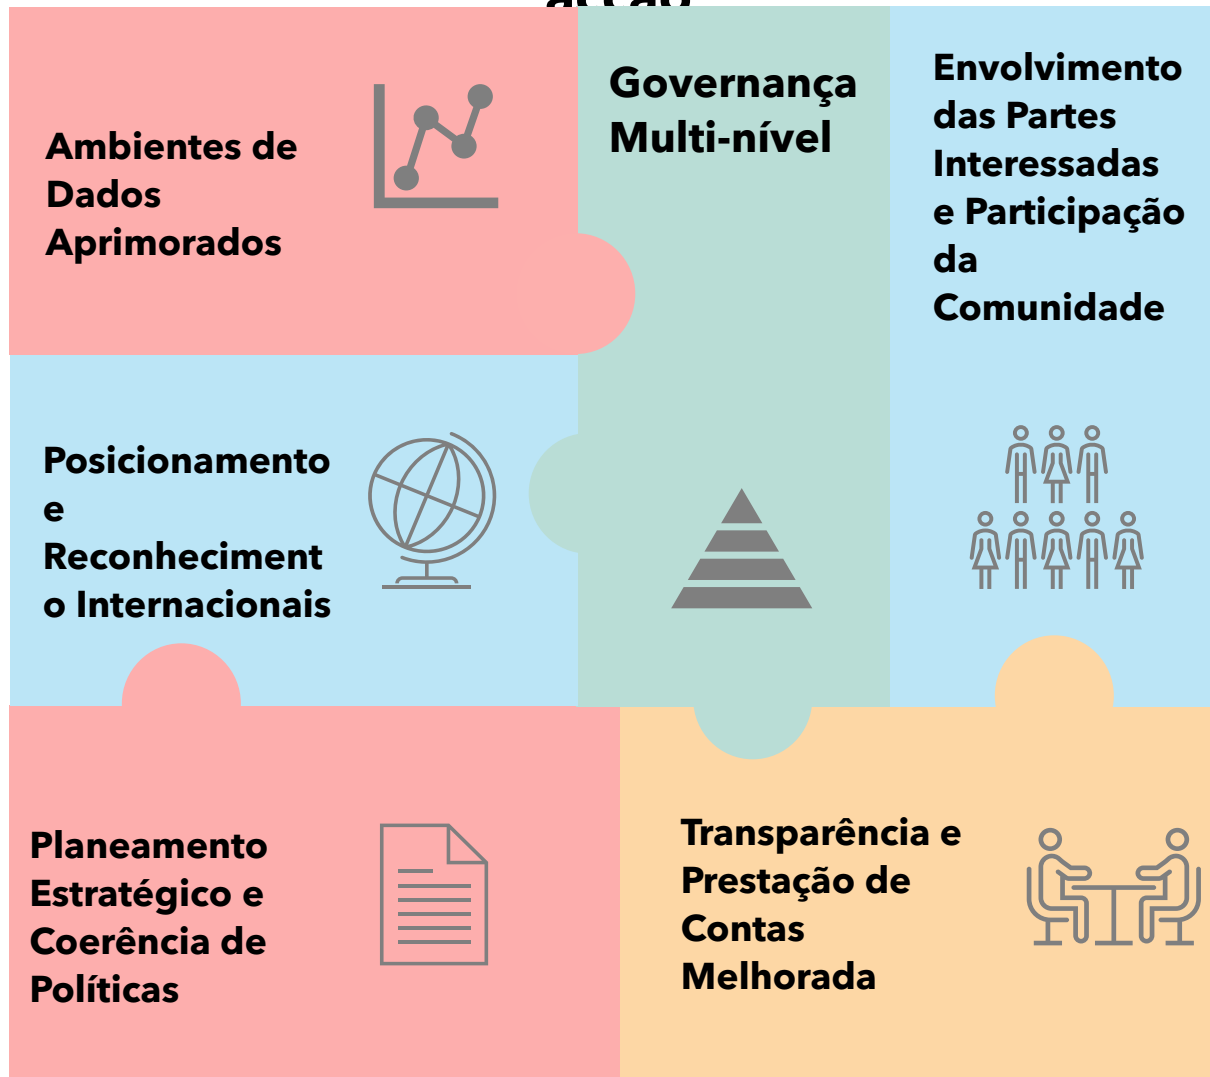 acção
Ambientes de
Dados
Aprimorados
Governança
Multi-nível
Envolvimento
das Partes
Interessadas
e Participação
da
Comunidade
Posicionamento
e
Reconheciment
o Internacionais
Planeamento
Estratégico e
Coerência de
Políticas
Transparência e
Prestação de
Contas
Melhorada